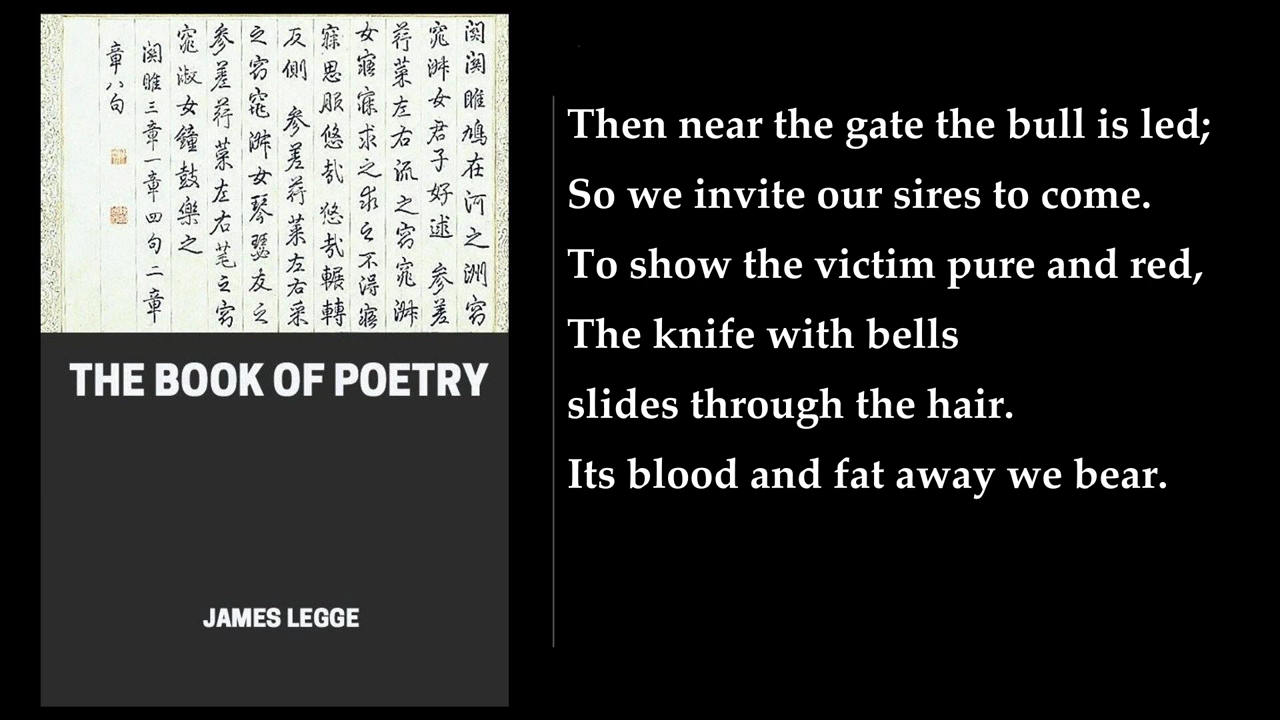 関関雎鳩在河之洲窈
窕淑女君子好逑 參差
荇菜左右流之窈窕淑
女寤寐求之求之不得寤
寐思服悠哉悠哉輾轉
反側 參差荇菜左右采
之窈窕淑女琴瑟友之
參差荇菜左右芼之窈
窕淑女鐘鼓樂之
関雎三章一章四句二章
章八句
THE BOOK OF POETRY
JAMES LEGGE
Then near the gate the bull is led;
So we invite our sires to come.
To show the victim pure and red,
The knife with bells
slides through the hair.
Its blood and fat away we bear.